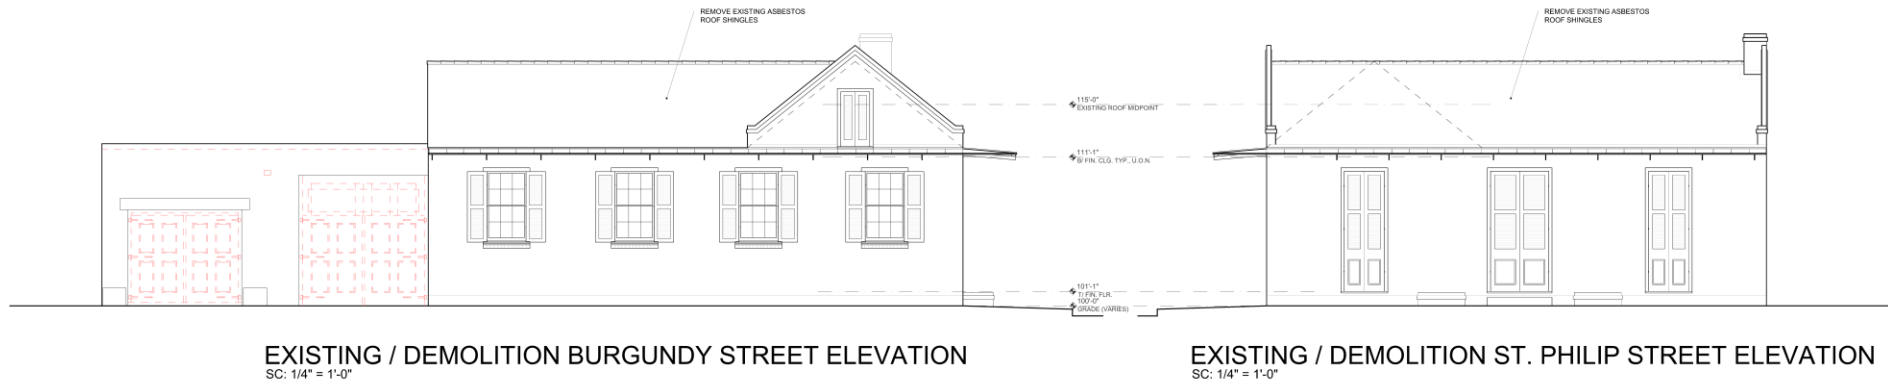 REMOVE EXISTING ASBESTOS
ROOF SHINGLES
REMOVE EXISTING ASBESTOS
ROOF SHINGLES
115'-0"
EXISTING ROOF MIDPOINT
111'-1"
B/ FIN. CLG. TYP., U.O.N.
101'-1"
T/ FIN. FLR.
100'-0"
GRADE (VARIES)
EXISTING / DEMOLITION BURGUNDY STREET ELEVATION
SC: 1/4" = 1'-0"
EXISTING / DEMOLITION ST. PHILIP STREET ELEVATION
SC: 1/4" = 1'-0"